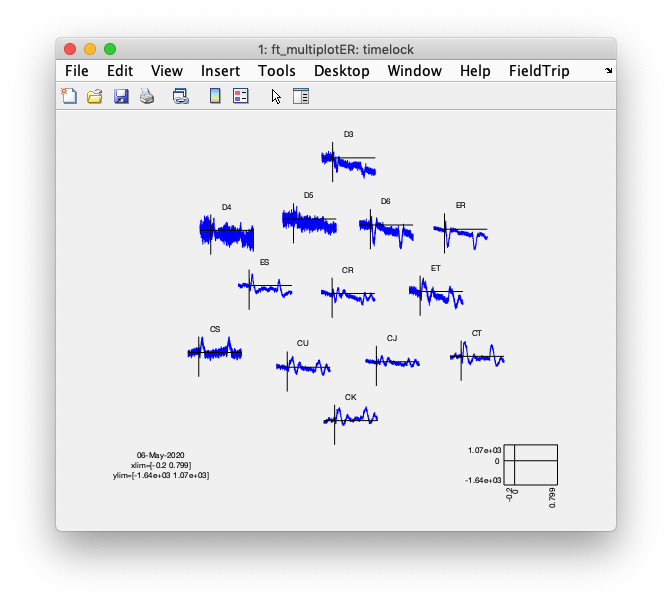 1: ft_multiplotER: timelock
File Edit View Insert Tools Desktop Window Help FieldTrip
D3
D4 D5 D6 ER
ES CR ET
CS CU CJ CT
CK
06-May-2020
xlim=[-0.2 0.799]
ylim=[-1.64e+03 1.07e+03]
1.07e+03
0
-1.64e+03
-0.2 0 0.799